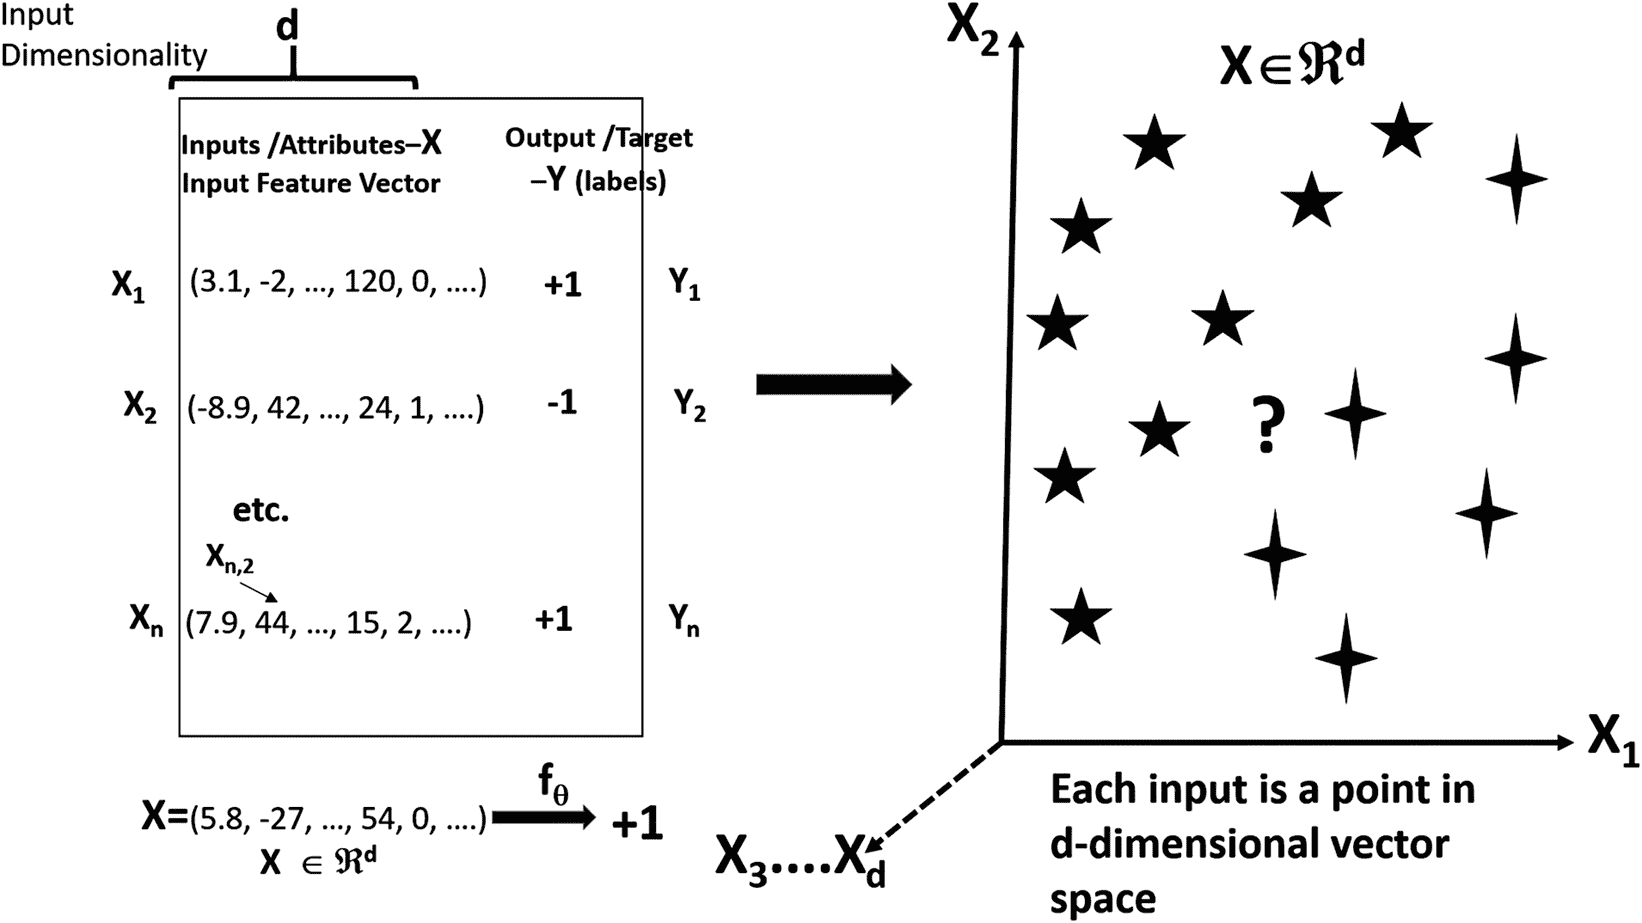 Input
Dimensionality
d
Inputs /Attributes–X
Input Feature Vector
Output /Target
–Y (labels)
X1 (3.1, -2, ..., 120, 0, ....) +1 Y1
X2 (-8.9, 42, ..., 24, 1, ....) -1 Y2
etc.
Xn,2
Xn (7.9, 44, ..., 15, 2, ....) +1 Yn
X=(5.8, -27, ..., 54, 0, ....) fθ +1
X ∈ ℜd
X2
X∈ℜd
?
X1
X3....Xd
Each input is a point in
d-dimensional vector
space